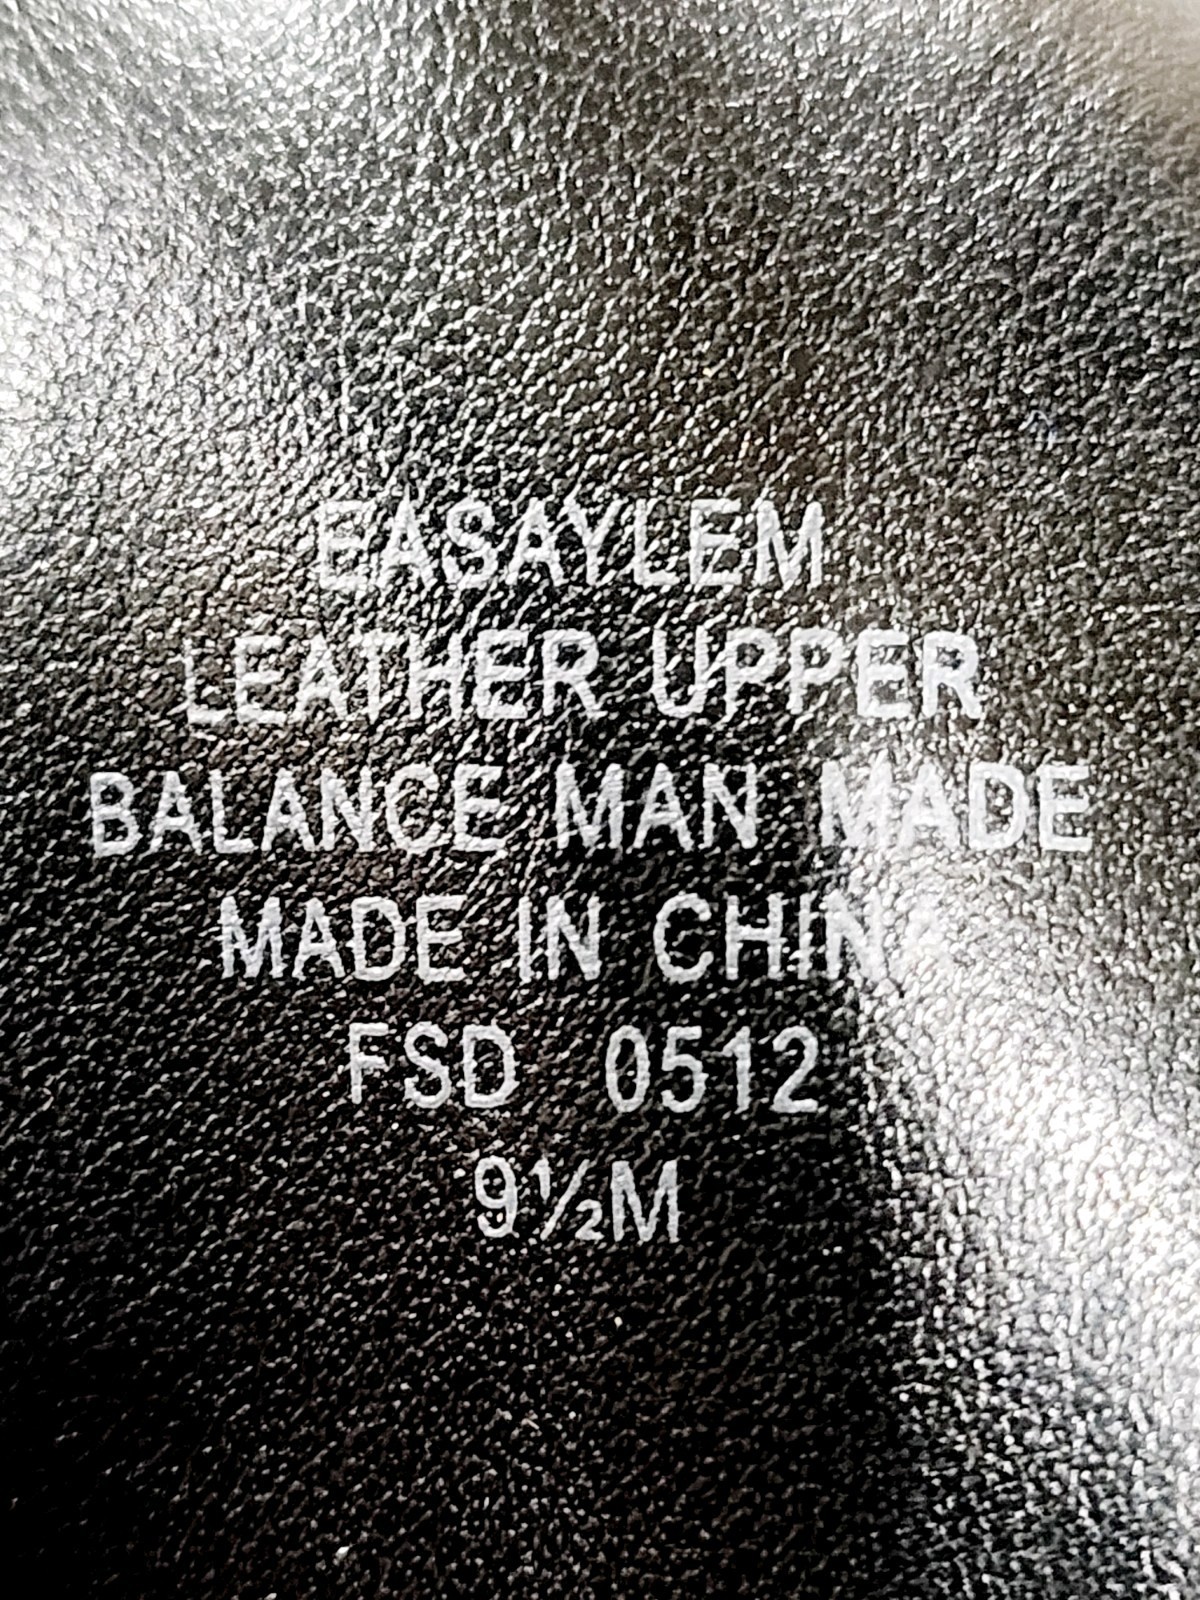 EASAYLEM
LEATHER UPPER
BALANCE MAN MADE
MADE IN CHINA
FSD 0512
9½M